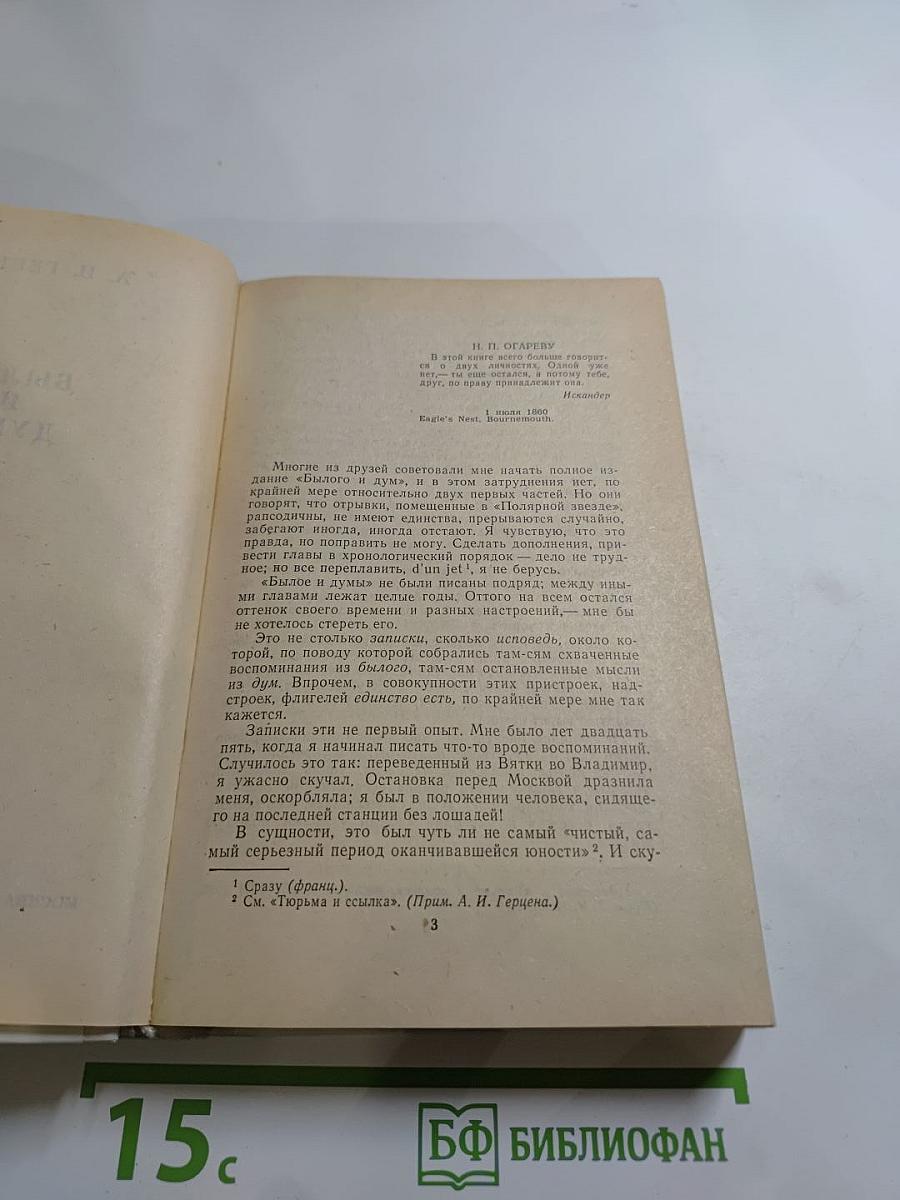 Н. П. ОГАРЕВУ
В этой книге всего больше говорит-
ся о двух личностях. Одной уже
нет,— ты еще остался, а потому тебе,
друг, по праву принадлежит она.
Искандер
1 июля 1860
Eagle's Nest, Bournemouth.
Многие из друзей советовали мне начать полное из-
дание «Былого и дум», и в этом затруднения нет, по
крайней мере относительно двух первых частей. Но они
говорят, что отрывки, помещенные в «Полярной звезде»,
рапсодичны, не имеют единства, прерываются случайно,
забегают иногда, иногда отстают. Я чувствую, что это
правда, но поправить не могу. Сделать дополнения, при-
вести главы в хронологический порядок — дело не труд-
ное; но все переплавить, d'un jet ¹, я не берусь.
«Былое и думы» не были писаны подряд; между ины-
ми главами лежат целые годы. Оттого на всем остался
оттенок своего времени и разных настроений,— мне бы
не хотелось стереть его.
Это не столько записки, сколько исповедь, около ко-
торой, по поводу которой собрались там-сям схваченные
воспоминания из былого, там-сям остановленные мысли
из дум. Впрочем, в совокупности этих пристроек, над-
строек, флигелей единство есть, по крайней мере мне так
кажется.
Записки эти не первый опыт. Мне было лет двадцать
пять, когда я начинал писать что-то вроде воспоминаний.
Случилось это так: переведенный из Вятки во Владимир,
я ужасно скучал. Остановка перед Москвой дразнила
меня, оскорбляла; я был в положении человека, сидяще-
го на последней станции без лошадей!
В сущности, это был чуть ли не самый «чистый, са-
мый серьезный период оканчивавшейся юности» ². И ску-
¹ Сразу (франц.).
² См. «Тюрьма и ссылка». (Прим. А. И. Герцена.)
3
15 с
БФ БИБЛИОФАН